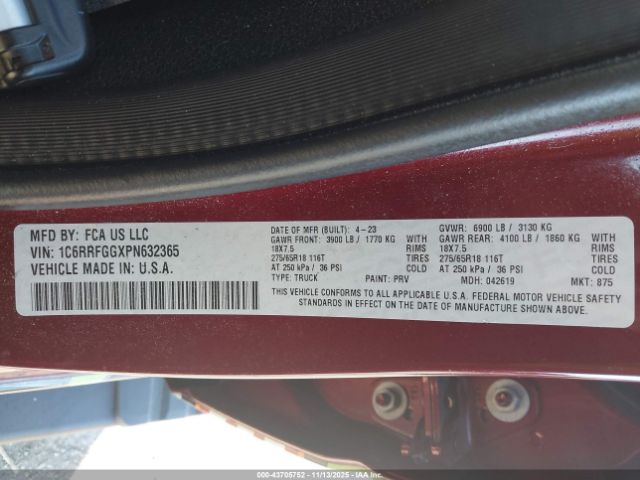 MFD BY: FCA US LLC
VIN: 1C6RRFGGXPN632365
VEHICLE MADE IN U.S.A.
DATE OF MFR (BUILT): 4-23 GVWR: 6900 LB / 3130 KG
GAWR FRONT: 3900 LB / 1770 KG WITH GAWR REAR: 4100 LB / 1860 KG WITH
18X7.5 RIMS 18X7.5 RIMS
275/65R18 116T TIRES 275/65R18 116T TIRES
AT 250 kPa / 36 PSI COLD AT 250 kPa / 36 PSI COLD
TYPE: TRUCK PAINT: PRV MDH: 042619 MKT: 875
THIS VEHICLE CONFORMS TO ALL APPLICABLE U.S.A. FEDERAL MOTOR VEHICLE SAFETY
STANDARDS IN EFFECT ON THE DATE OF MANUFACTURE SHOWN ABOVE.
000-43705752 - 11/13/2025 - WWW.IAAI.COM